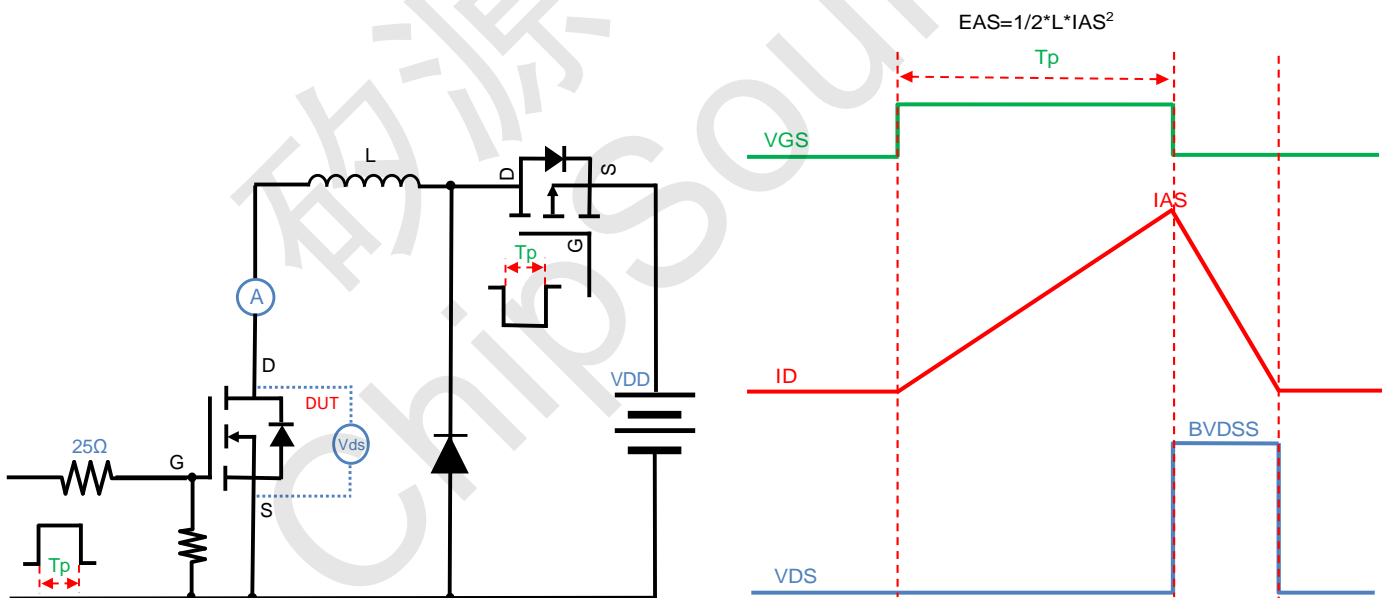 EAS=1/2*L*IAS²
Tp
VGS
IAS
ID
BVDSS
VDS
L
D
S
G
Tp
A
D
DUT
Vds
VDD
25Ω
G
S
Tp
矽源
ChipSour